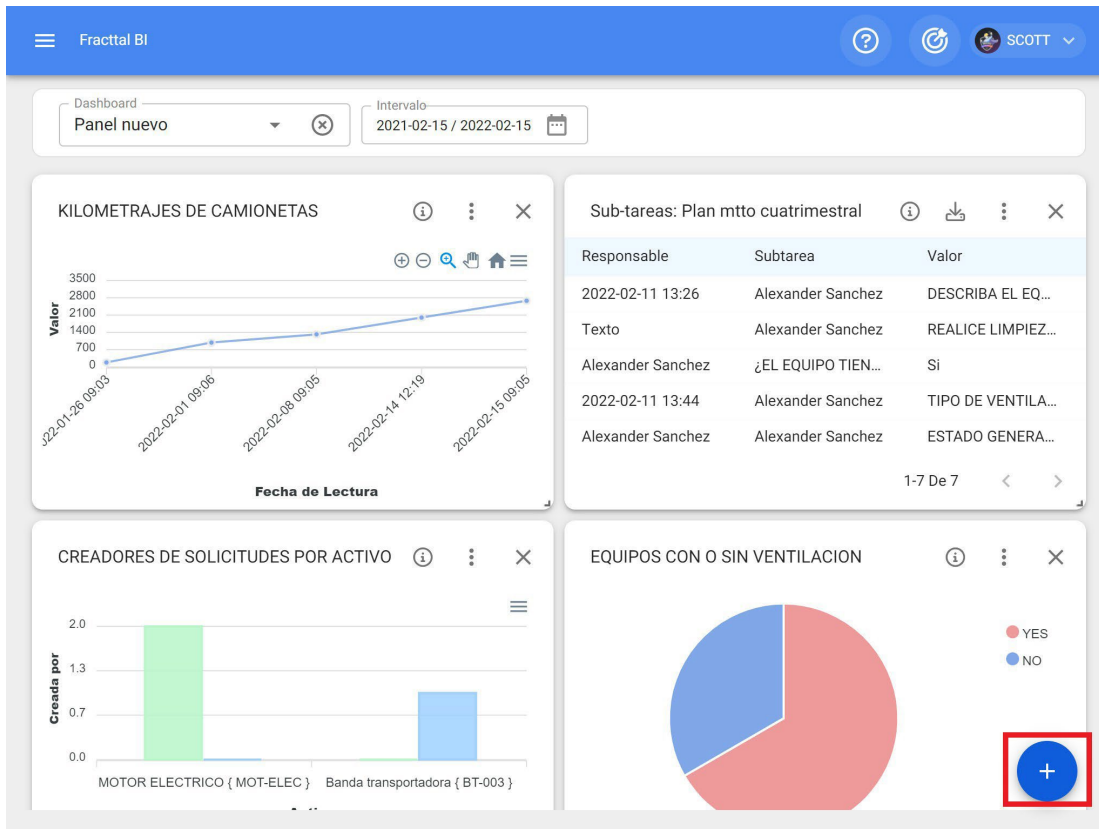 Fracttal BI
SCOTT
Dashboard
Panel nuevo
Intervalo
2021-02-15 / 2022-02-15
KILOMETRAJES DE CAMIONETAS
3500
2800
2100
1400
700
0
Valor
22-01-26 09:03
2022-02-01 09:06
2022-02-08 09:05
2022-02-14 12:19
2022-02-15 09:05
Fecha de Lectura
Sub-tareas: Plan mtto cuatrimestral
Responsable Subtarea Valor
2022-02-11 13:26 Alexander Sanchez DESCRIBA EL EQ...
Texto Alexander Sanchez REALICE LIMPIEZ...
Alexander Sanchez ¿EL EQUIPO TIEN... Si
2022-02-11 13:44 Alexander Sanchez TIPO DE VENTILA...
Alexander Sanchez Alexander Sanchez ESTADO GENERA...
1-7 De 7
CREADORES DE SOLICITUDES POR ACTIVO
2.0
1.3
0.7
0.0
Creada por
MOTOR ELECTRICO { MOT-ELEC } Banda transportadora { BT-003 }
EQUIPOS CON O SIN VENTILACION
YES
NO